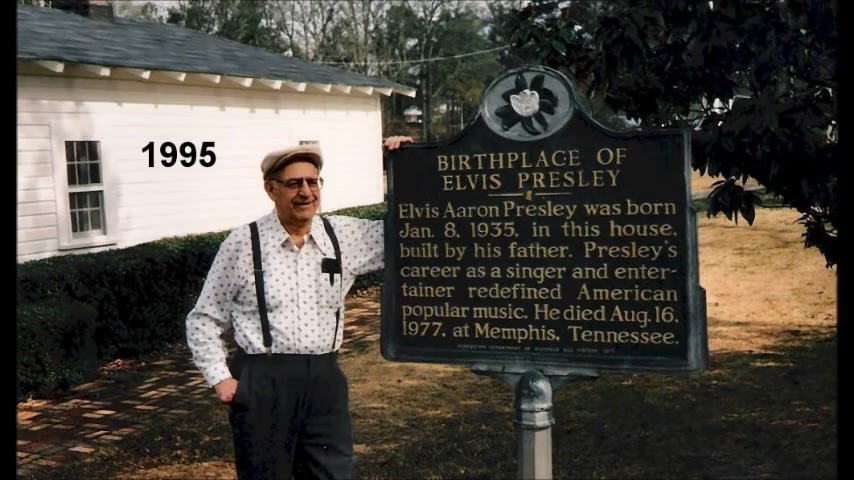 1995
BIRTHPLACE OF
ELVIS PRESLEY
Elvis Aaron Presley was born
Jan. 8, 1935, in this house,
built by his father. Presley's
career as a singer and enter-
tainer redefined American
popular music. He died Aug. 16,
1977, at Memphis, Tennessee.